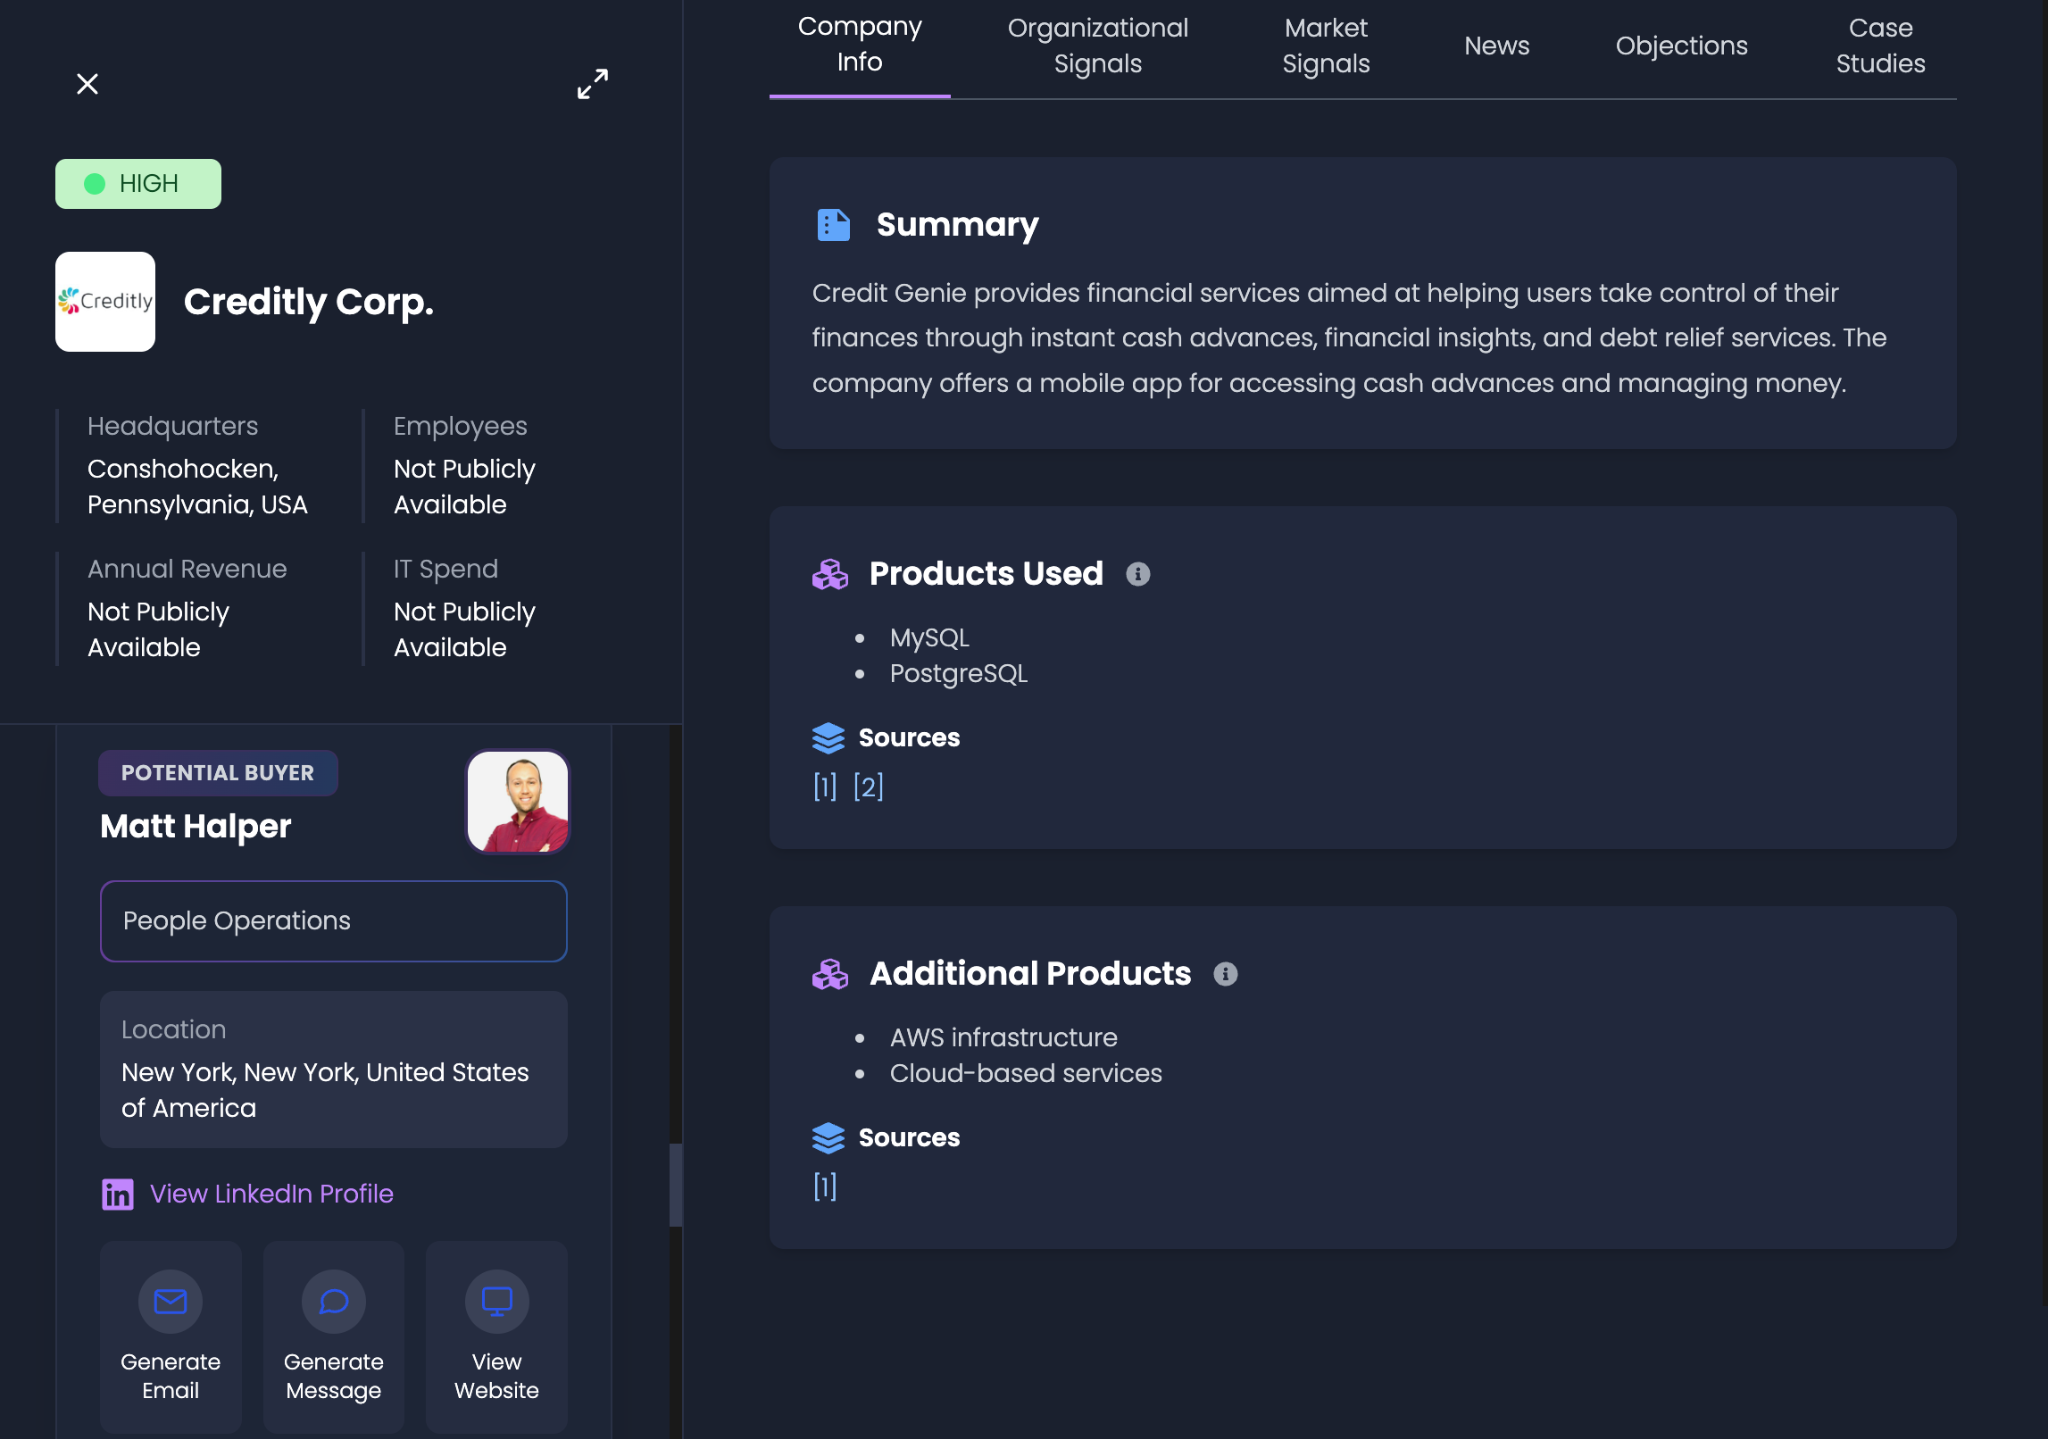 HIGH
Creditly
Creditly Corp.
Headquarters
Conshohocken,
Pennsylvania, USA
Employees
Not Publicly
Available
Annual Revenue
Not Publicly
Available
IT Spend
Not Publicly
Available
POTENTIAL BUYER
Matt Halper
People Operations
Location
New York, New York, United States
of America
in View LinkedIn Profile
Generate
Email
Generate
Message
View
Website
Company
Info
Organizational
Signals
Market
Signals
News
Objections
Case
Studies
Summary
Credit Genie provides financial services aimed at helping users take control of their
finances through instant cash advances, financial insights, and debt relief services. The
company offers a mobile app for accessing cash advances and managing money.
Products Used
• MySQL
• PostgreSQL
Sources
[1] [2]
Additional Products
• AWS infrastructure
• Cloud-based services
Sources
[1]